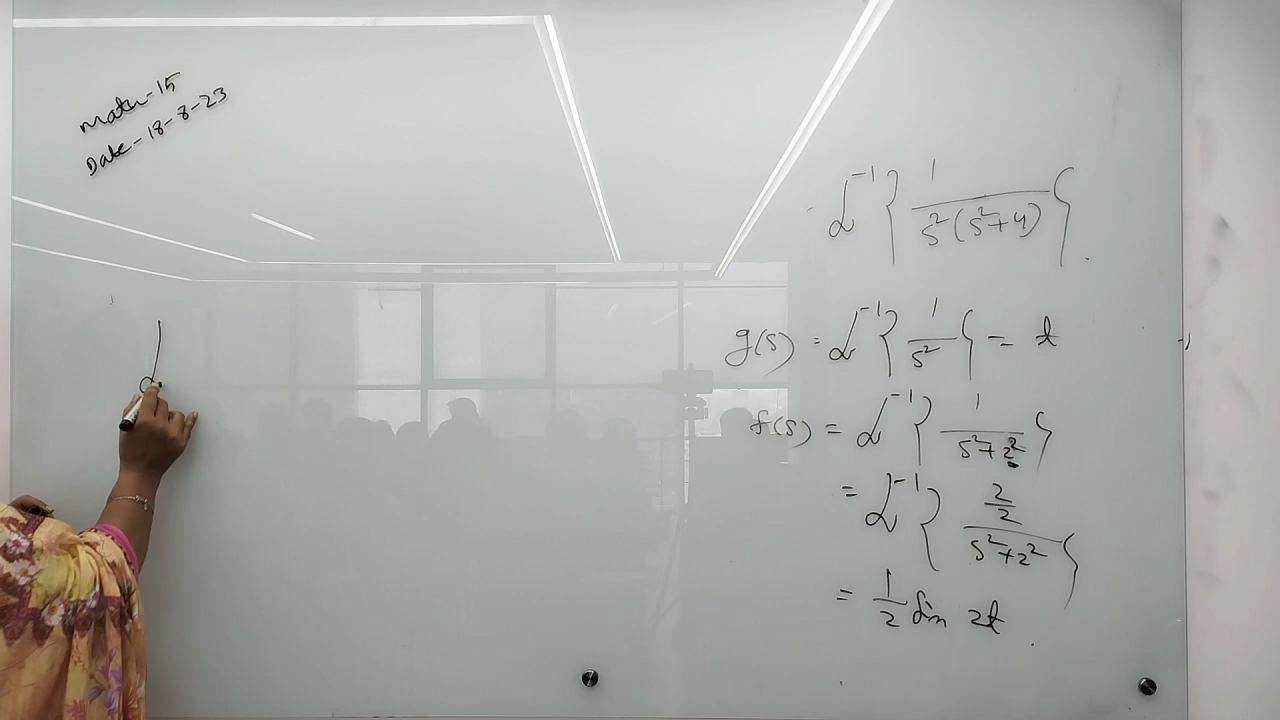 Math-15
Date-18-8-23
ℒ⁻¹{ 1 / s²(s²+4) }
g(s) = ℒ⁻¹{ 1 / s² } = t
f(s) = ℒ⁻¹{ 1 / s²+2² }
= ℒ⁻¹{ 2/2 / s²+2² }
= 1/2 sin 2t